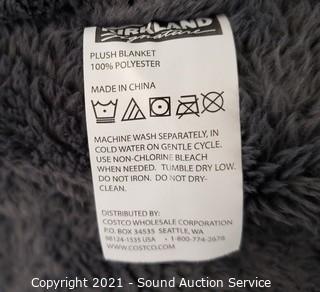 KIRKLAND
Signature
PLUSH BLANKET
100% POLYESTER
MADE IN CHINA
MACHINE WASH SEPARATELY, IN
COLD WATER ON GENTLE CYCLE.
USE NON-CHLORINE BLEACH
WHEN NEEDED. TUMBLE DRY LOW.
DO NOT IRON. DO NOT DRY-
CLEAN.
DISTRIBUTED BY:
COSTCO WHOLESALE CORPORATION
P.O. BOX 34535 SEATTLE, WA
98124-1535 USA • 1-800-774-2678
WWW.COSTCO.COM
Copyright 2021 - Sound Auction Service